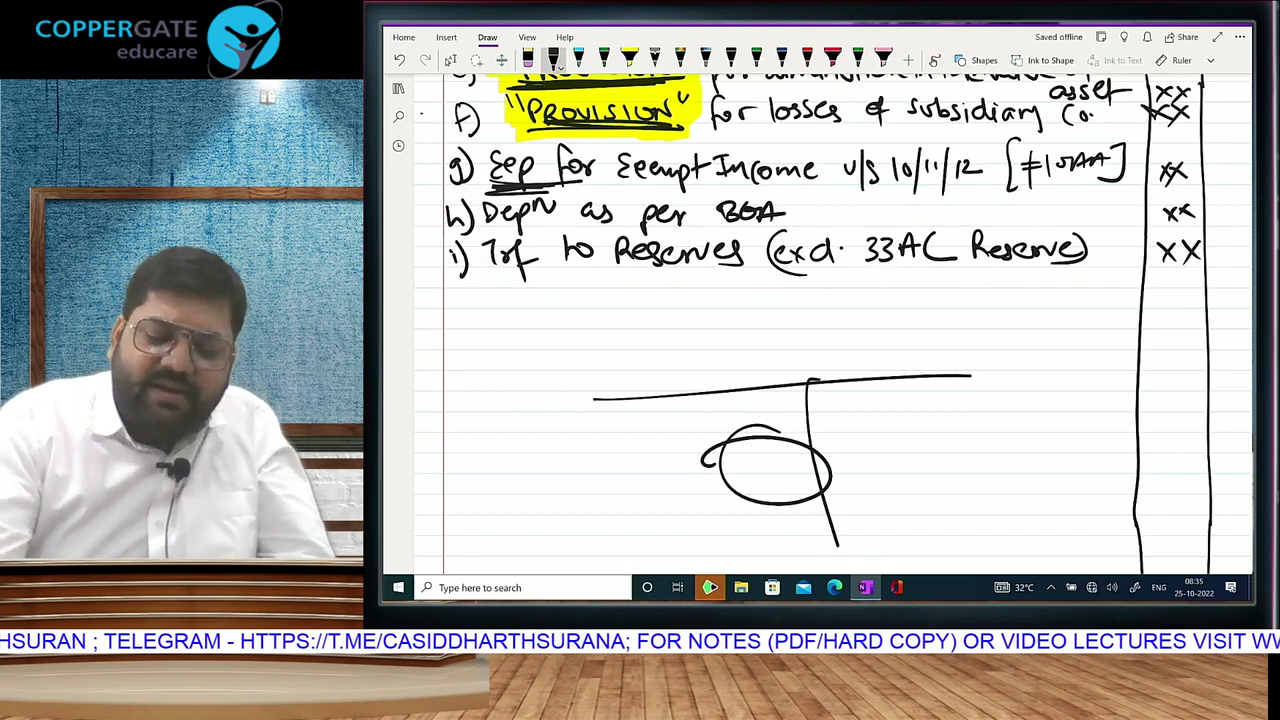 COPPERGATE
educare
Home Insert Draw View Help
Saved offline
Share
Shapes
Ink to Shape
Ink to Text
Ruler
asset xx
f) "PROVISION" for losses of subsidiary Co. xx
g) Exp for Exempt Income u/s 10/11/12 [≠10AA] xx
h) Depn as per BOA xx
i) Trf to Reserves (excl. 33AC Reserve) xx
Type here to search
32°C
ENG
08:35
25-10-2022
HSURAN ; TELEGRAM - HTTPS://T.ME/CASIDDHARTHSURANA; FOR NOTES (PDF/HARD COPY) OR VIDEO LECTURES VISIT WW